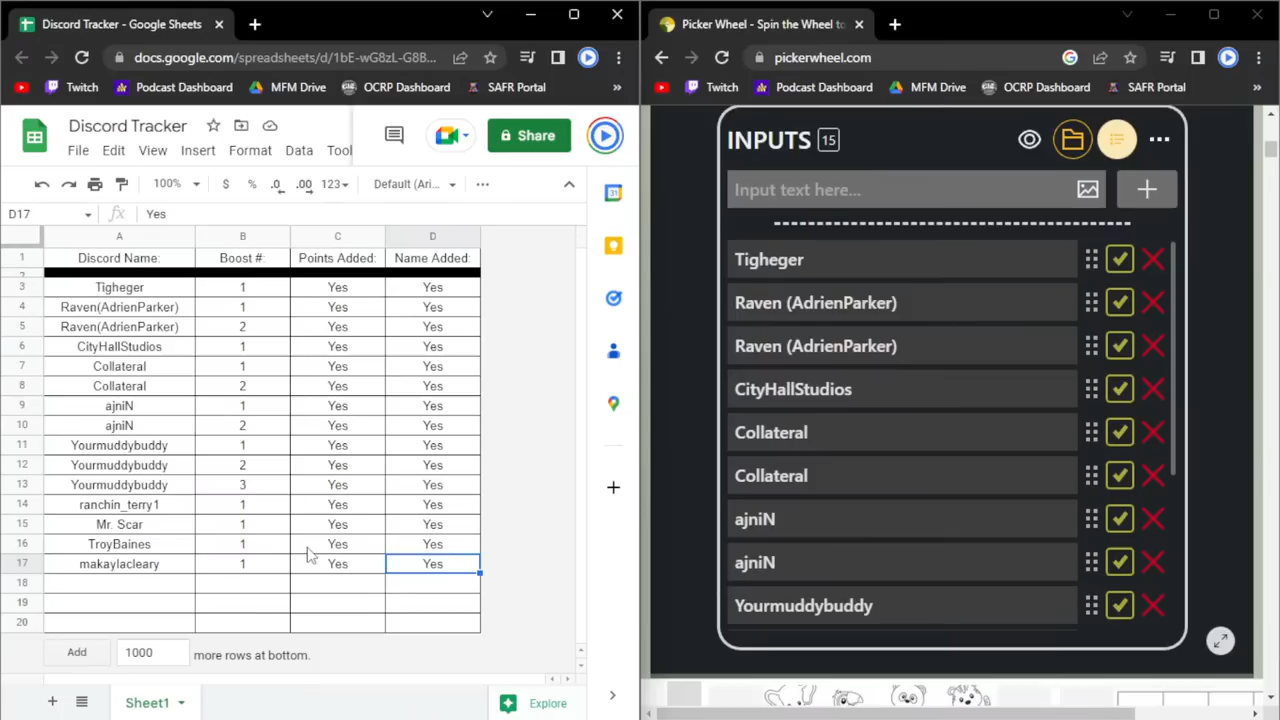 Discord Tracker - Google Sheets
docs.google.com/spreadsheets/d/1bE-wG8zL-G8B...
Twitch
Podcast Dashboard
MFM Drive
OCRP Dashboard
SAFR Portal
»
Discord Tracker
Share
File Edit View Insert Format Data Tool
100%
$ % .0 .00 123
Default (Ari...
D17
fx
Yes
A B C D
1 Discord Name: Boost #: Points Added: Name Added:
3 Tigheger 1 Yes Yes
4 Raven(AdrienParker) 1 Yes Yes
5 Raven(AdrienParker) 2 Yes Yes
6 CityHallStudios 1 Yes Yes
7 Collateral 1 Yes Yes
8 Collateral 2 Yes Yes
9 ajniN 1 Yes Yes
10 ajniN 2 Yes Yes
11 Yourmuddybuddy 1 Yes Yes
12 Yourmuddybuddy 2 Yes Yes
13 Yourmuddybuddy 3 Yes Yes
14 ranchin_terry1 1 Yes Yes
15 Mr. Scar 1 Yes Yes
16 TroyBaines 1 Yes Yes
17 makaylacleary 1 Yes Yes
18
19
20
Add 1000 more rows at bottom.
Sheet1
Explore
31
Picker Wheel - Spin the Wheel to
pickerwheel.com
Twitch
Podcast Dashboard
MFM Drive
OCRP Dashboard
SAFR Portal
»
INPUTS 15
Input text here...
Tigheger
Raven (AdrienParker)
Raven (AdrienParker)
CityHallStudios
Collateral
Collateral
ajniN
ajniN
Yourmuddybuddy